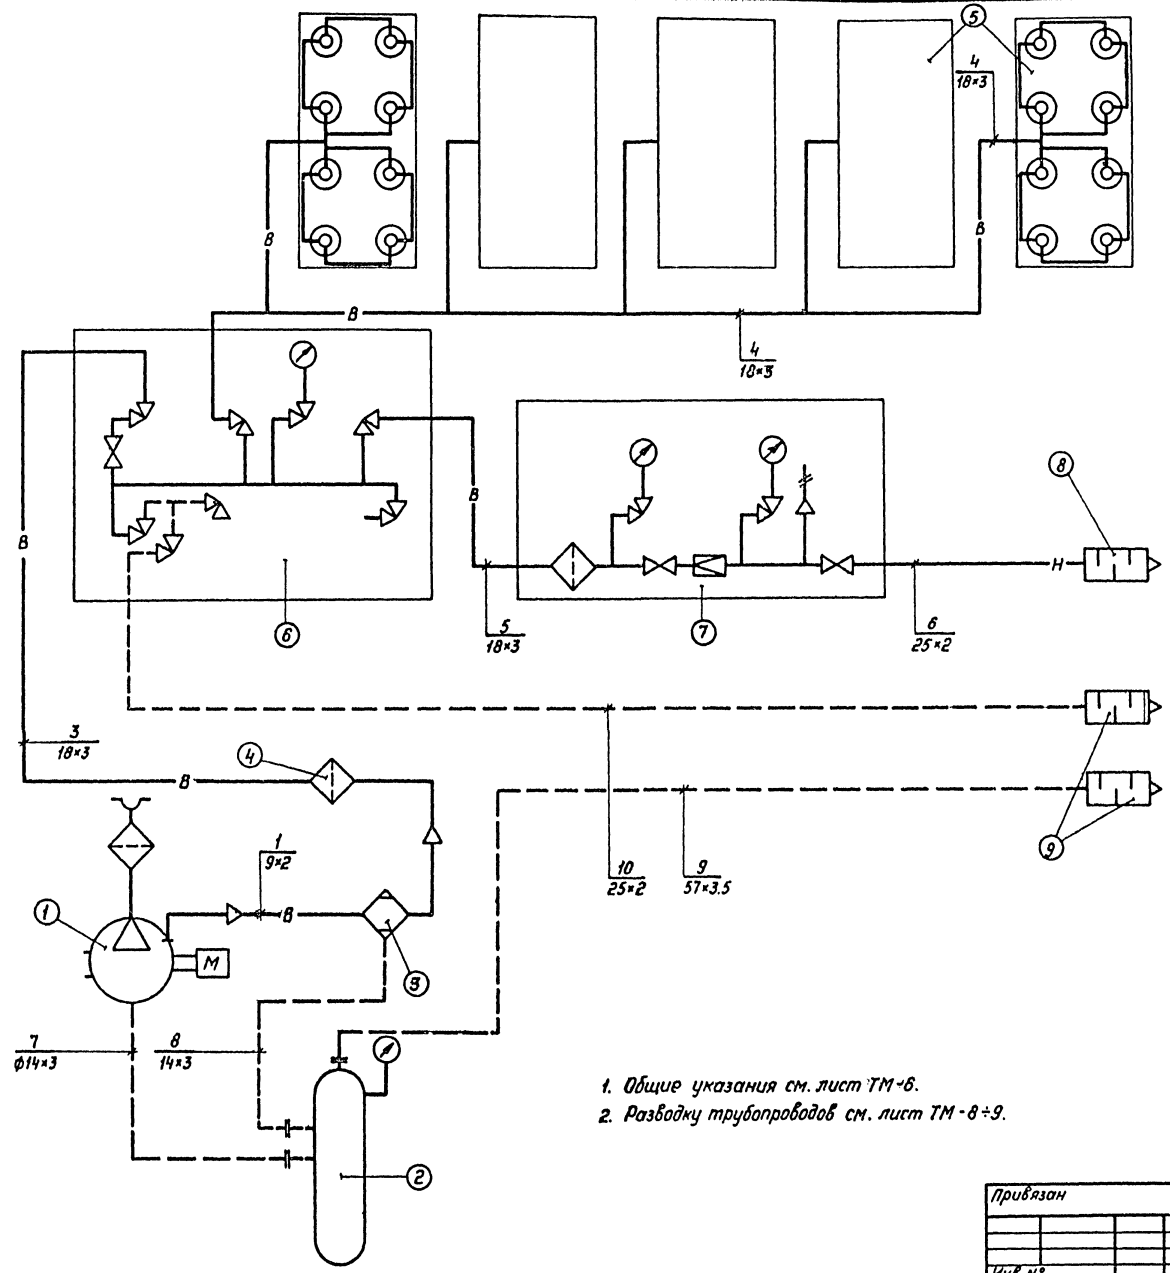 5
4
18×3
В
В
В
4
18×3
8
В
В
Н
6
5
18×3
7
6
25×2
3
18×3
4
В
1
9×2
10
25×2
9
57×3.5
9
1
В
М
3
7
ф14×3
8
14×3
1. Общие указания см. лист ТМ-6.
2. Разводку трубопроводов см. лист ТМ-8÷9.
2
Привязан
Инв.№